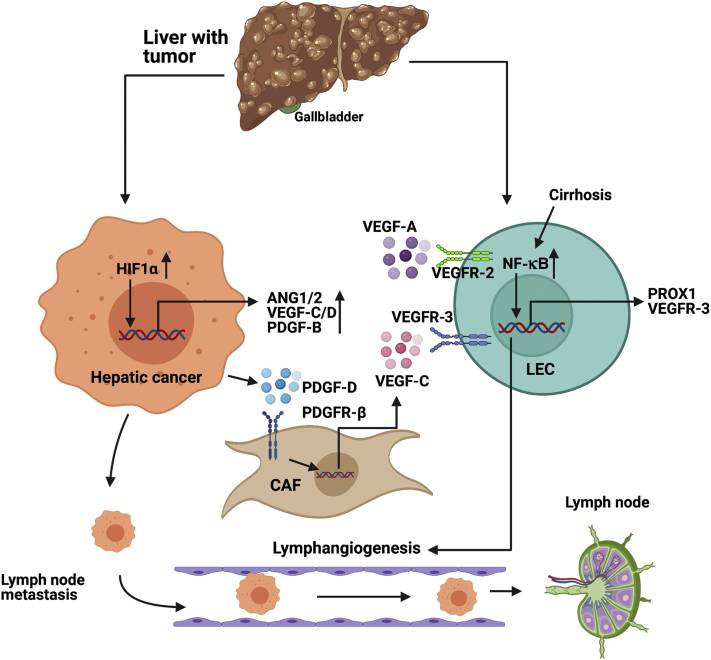 Liver with
tumor
Gallbladder
Cirrhosis
VEGF-A
HIF1α
NF-κB
VEGFR-2
ANG1/2
VEGF-C/D
PDGF-B
PROX1
VEGFR-3
VEGFR-3
LEC
Hepatic cancer
VEGF-C
PDGF-D
PDGFR-β
CAF
Lymph node
Lymphangiogenesis
Lymph node
metastasis